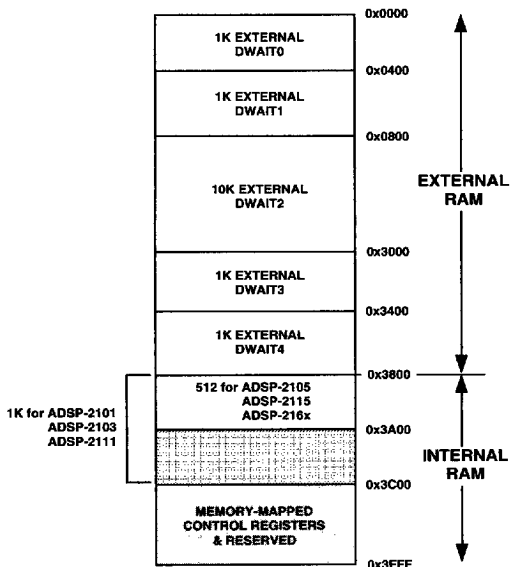 0x0000
1K EXTERNAL
DWAIT0
0x0400
1K EXTERNAL
DWAIT1
0x0800
10K EXTERNAL
DWAIT2
EXTERNAL
RAM
0x3000
1K EXTERNAL
DWAIT3
0x3400
1K EXTERNAL
DWAIT4
0x3800
1K for ADSP-2101
ADSP-2103
ADSP-2111
512 for ADSP-2105
ADSP-2115
ADSP-216x
0x3A00
INTERNAL
RAM
0x3C00
MEMORY-MAPPED
CONTROL REGISTERS
& RESERVED
0x3FFF